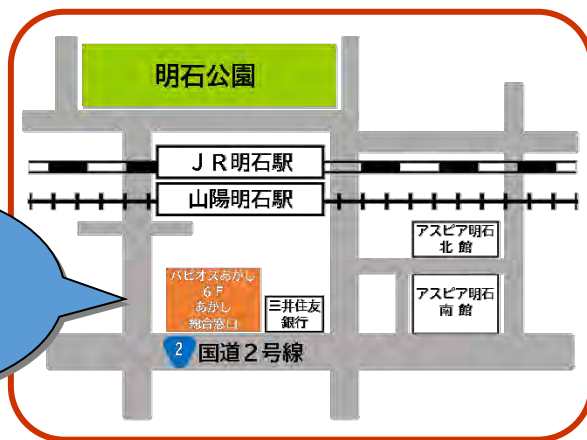 明石公園
ＪＲ明石駅
山陽明石駅
アスピア明石
北 館
パピオスあかし
６Ｆ
あかし
総合窓口
三井住友
銀行
アスピア明石
南 館
2 国道２号線